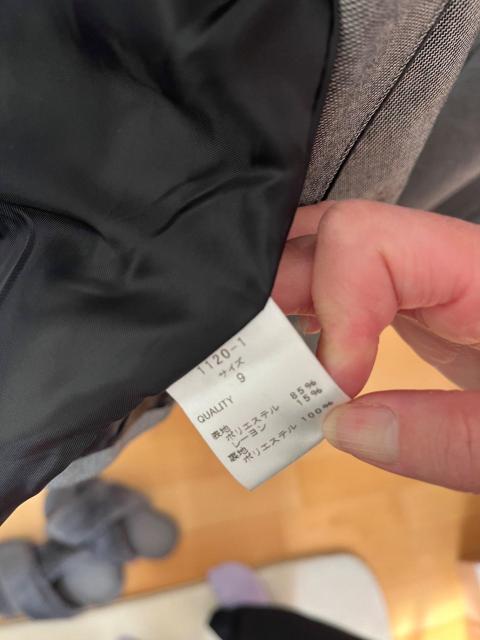 1120-1
サイズ
9
QUALITY
表地
ポリエステル 85%
レーヨン 15%
裏地
ポリエステル 100%